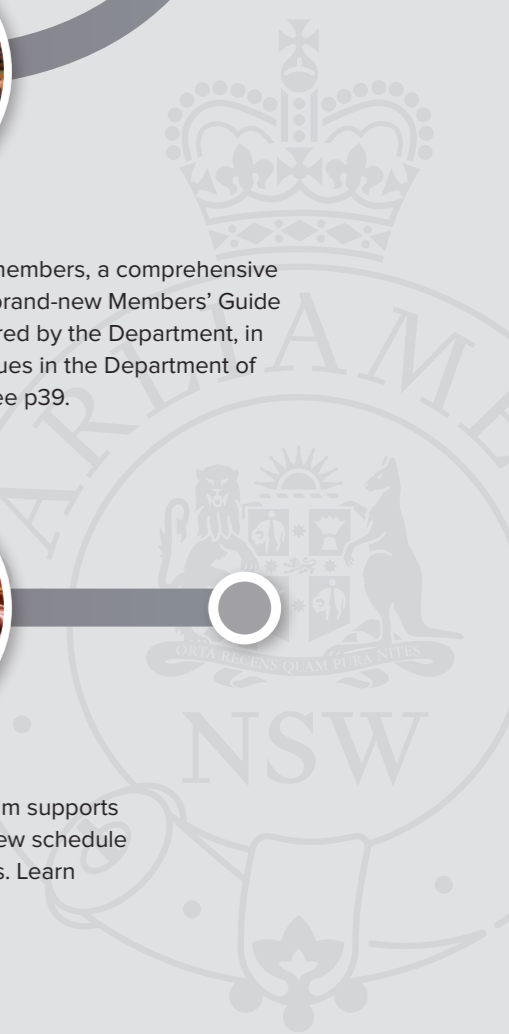 members, a comprehensive
brand-new Members’ Guide
red by the Department, in
ues in the Department of
ee p39.
ARLIAME
ORTA RECENS QUAM PURA NITES
NSW
m supports
ew schedule
s. Learn